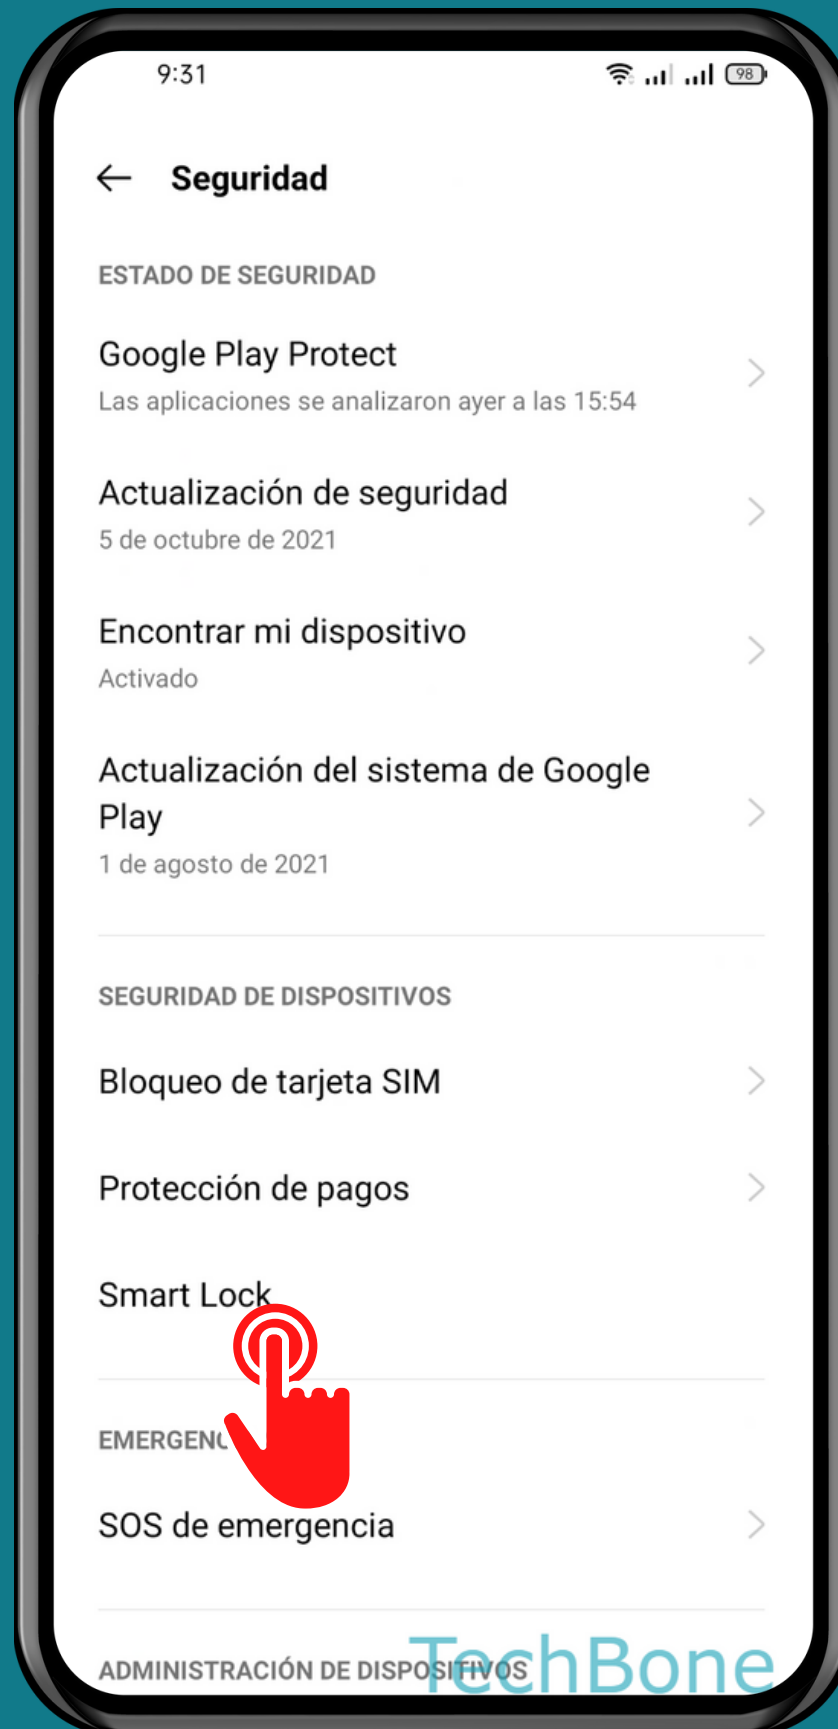 9:31
98
Seguridad
ESTADO DE SEGURIDAD
Google Play Protect
Las aplicaciones se analizaron ayer a las 15:54
Actualización de seguridad
5 de octubre de 2021
Encontrar mi dispositivo
Activado
Actualización del sistema de Google
Play
1 de agosto de 2021
SEGURIDAD DE DISPOSITIVOS
Bloqueo de tarjeta SIM
Protección de pagos
Smart Lock
SOS de emergencia
ADMINISTRACIÓN DE DISPOSITIVOS
TechBone